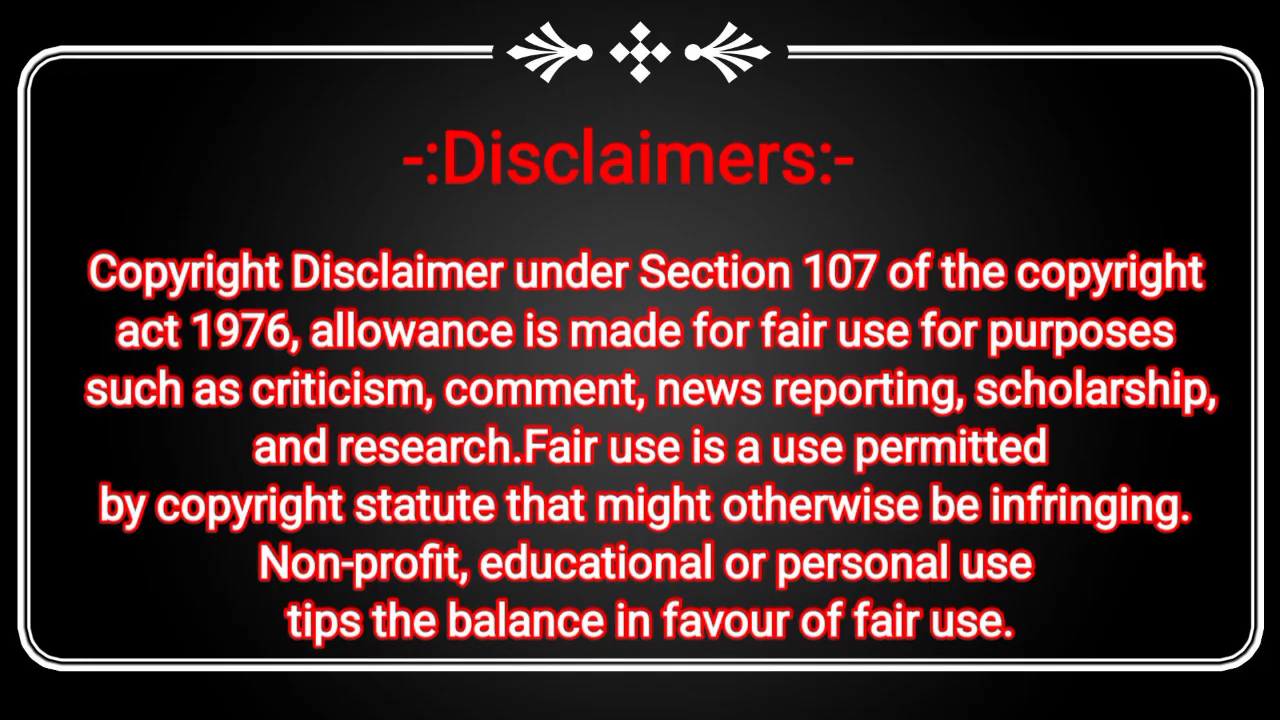 -:Disclaimers:-
Copyright Disclaimer under Section 107 of the copyright
act 1976, allowance is made for fair use for purposes
such as criticism, comment, news reporting, scholarship,
and research.Fair use is a use permitted
by copyright statute that might otherwise be infringing.
Non-profit, educational or personal use
tips the balance in favour of fair use.